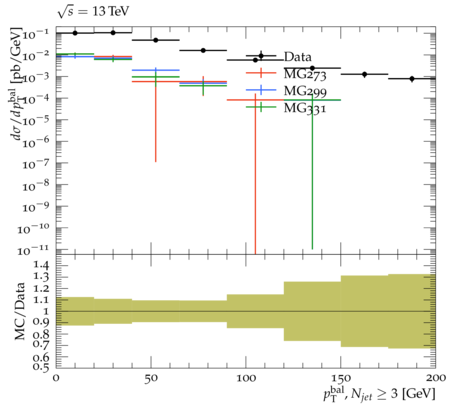 √s = 13 TeV
dσ/dp_T^bal [pb/GeV]
10⁻¹
10⁻²
10⁻³
10⁻⁴
10⁻⁵
10⁻⁶
10⁻⁷
10⁻⁸
10⁻⁹
10⁻¹⁰
10⁻¹¹
Data
MG273
MG299
MG331
MC/Data
1.4
1.3
1.2
1.1
1
0.9
0.8
0.7
0.6
0.5
0 50 100 150 200
p_T^bal, N_jet ≥ 3 [GeV]